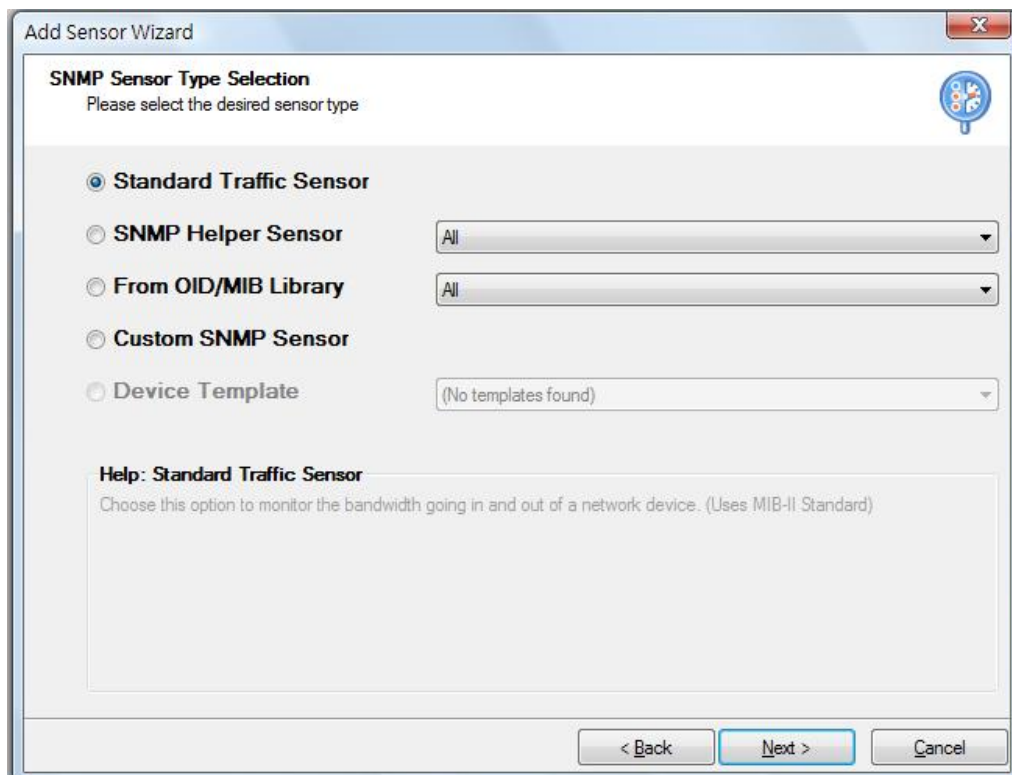 Add Sensor Wizard
SNMP Sensor Type Selection
Please select the desired sensor type
Standard Traffic Sensor
SNMP Helper Sensor
All
From OID/MIB Library
All
Custom SNMP Sensor
Device Template
(No templates found)
Help: Standard Traffic Sensor
Choose this option to monitor the bandwidth going in and out of a network device. (Uses MIB-II Standard)
< Back
Next >
Cancel